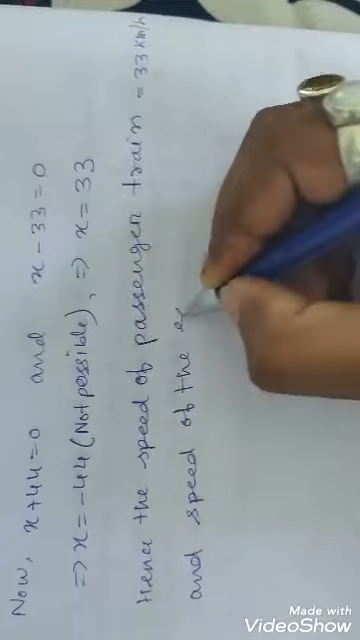 Now, x+44=0 and x-33=0
=> x=-44 (Not possible), => x=33
Hence the speed of passenger train = 33 km/h
and speed of the
Made with
VideoShow